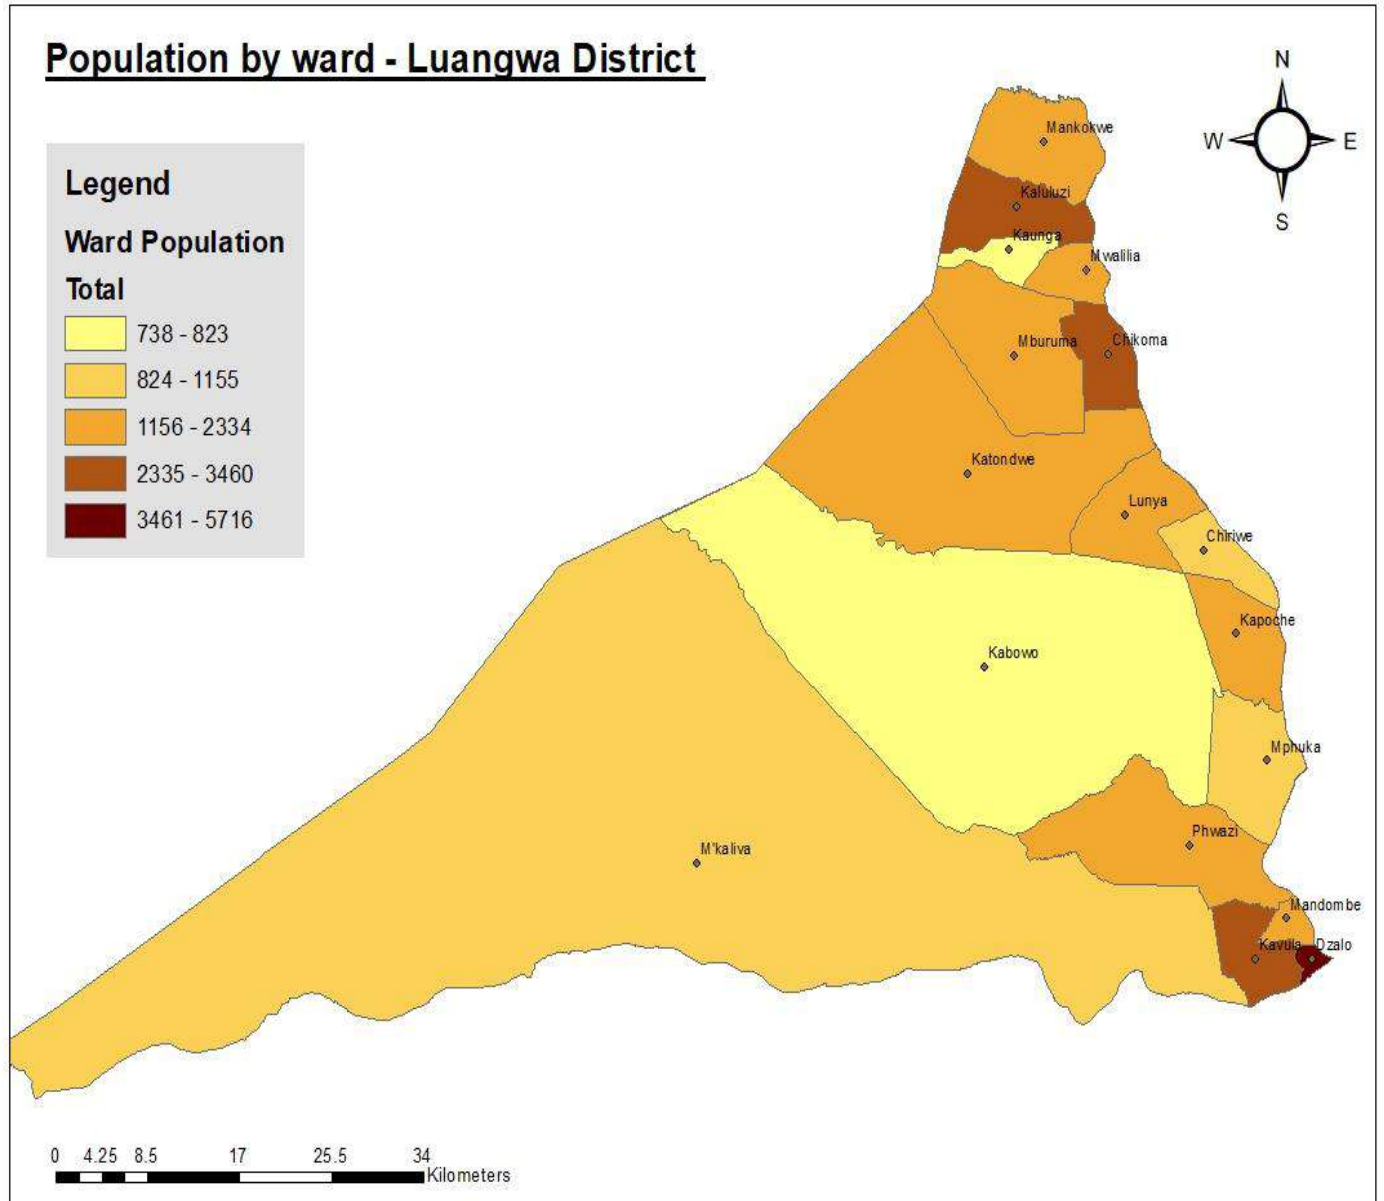 Population by ward - Luangwa District
N
W E
S
Legend
Ward Population
Total
738 - 823
824 - 1155
1156 - 2334
2335 - 3460
3461 - 5716
Mankokwe
Kaluluzi
Kaunga
Mwalilia
Mburuma
Chikoma
Katondwe
Lunya
Chiriwe
Kapoche
Kabowo
Mphuka
Phwazi
M'kaliva
Mandombe
Kavula Dzalo
0 4.25 8.5 17 25.5 34
Kilometers